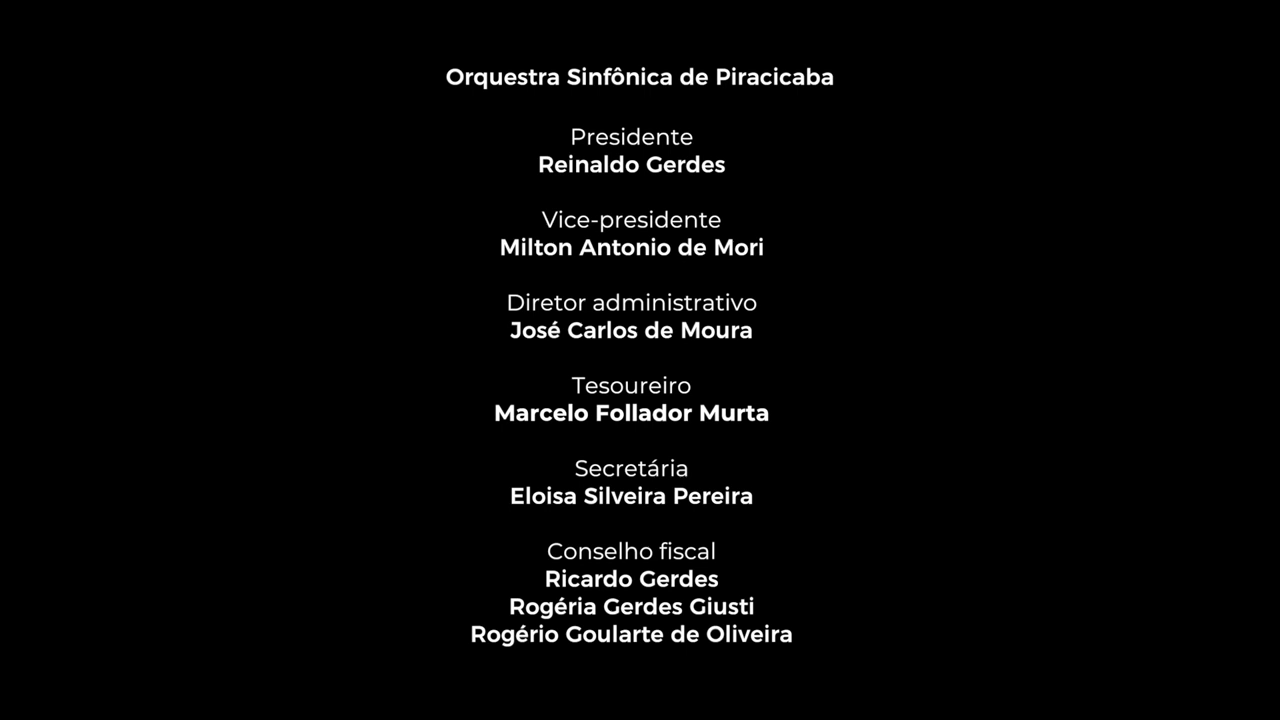 Orquestra Sinfônica de Piracicaba
Presidente
Reinaldo Gerdes
Vice-presidente
Milton Antonio de Mori
Diretor administrativo
José Carlos de Moura
Tesoureiro
Marcelo Follador Murta
Secretária
Eloisa Silveira Pereira
Conselho fiscal
Ricardo Gerdes
Rogéria Gerdes Giusti
Rogério Goularte de Oliveira